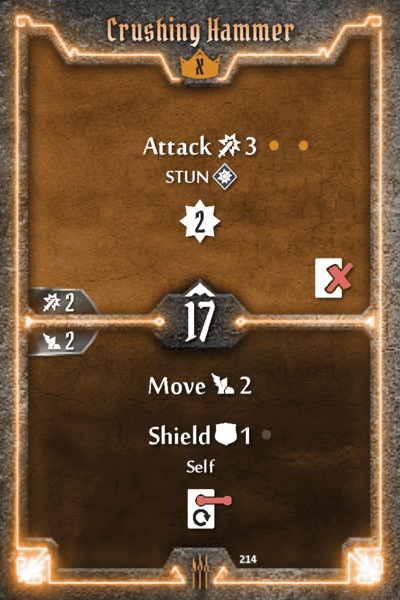 Crushing Hammer
X
Attack 3
STUN
2
2
17
2
Move 2
Shield 1
Self
214